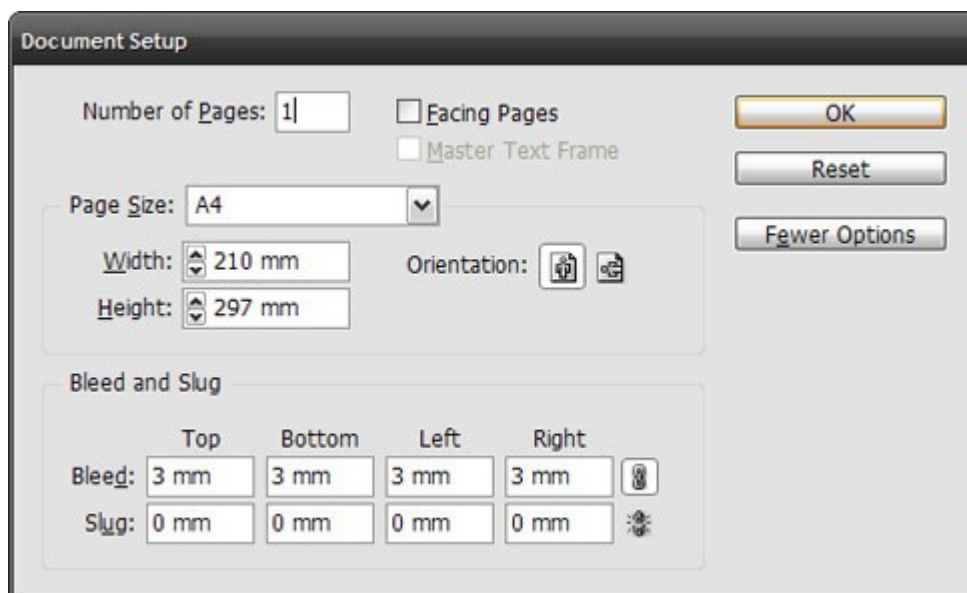 Document Setup
Number of Pages: 1 Facing Pages OK
Master Text Frame
Reset
Page Size: A4
Fewer Options
Width: 210 mm Orientation:
Height: 297 mm
Bleed and Slug
Top Bottom Left Right
Bleed: 3 mm 3 mm 3 mm 3 mm
Slug: 0 mm 0 mm 0 mm 0 mm